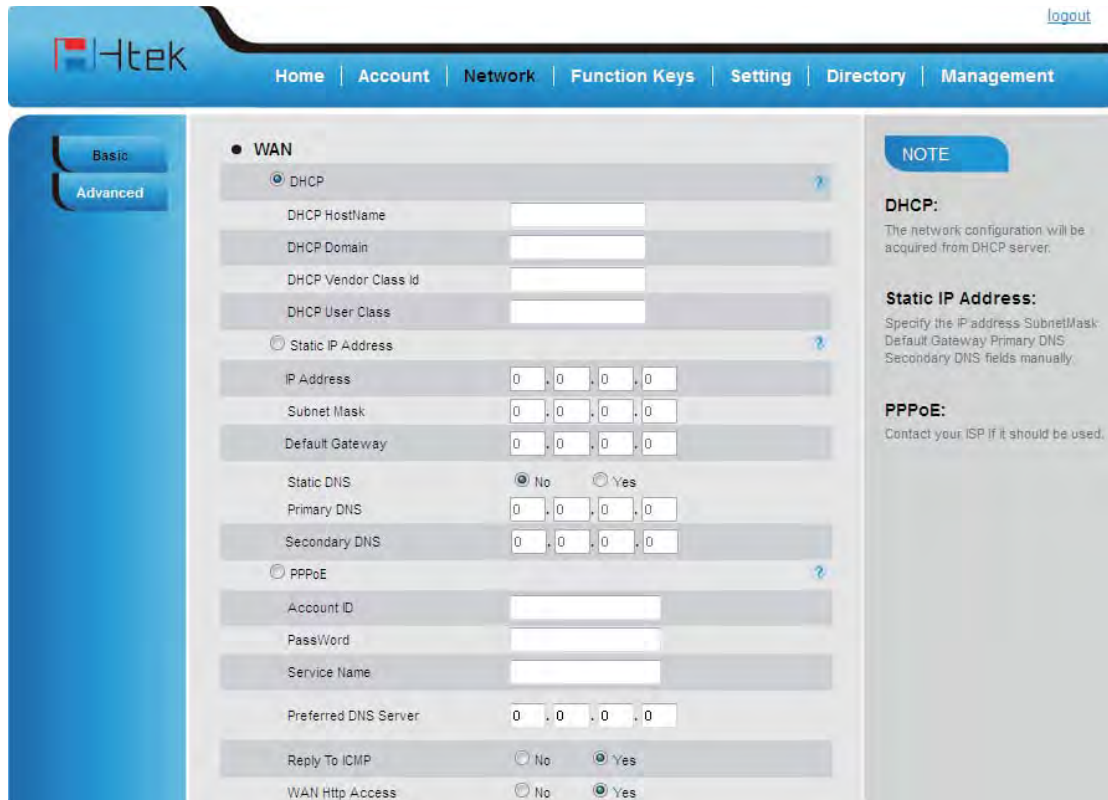 logout
Htek
Home | Account | Network | Function Keys | Setting | Directory | Management
Basic
Advanced
● WAN
DHCP ?
DHCP HostName
DHCP Domain
DHCP Vendor Class Id
DHCP User Class
Static IP Address ?
IP Address 0 . 0 . 0 . 0
Subnet Mask 0 . 0 . 0 . 0
Default Gateway 0 . 0 . 0 . 0
Static DNS No Yes
Primary DNS 0 . 0 . 0 . 0
Secondary DNS 0 . 0 . 0 . 0
PPPoE ?
Account ID
PassWord
Service Name
Preferred DNS Server 0 . 0 . 0 . 0
Reply To ICMP No Yes
WAN Http Access No Yes
NOTE
DHCP:
The network configuration will be
acquired from DHCP server.
Static IP Address:
Specify the IP address SubnetMask
Default Gateway Primary DNS
Secondary DNS fields manually.
PPPoE:
Contact your ISP if it should be used.